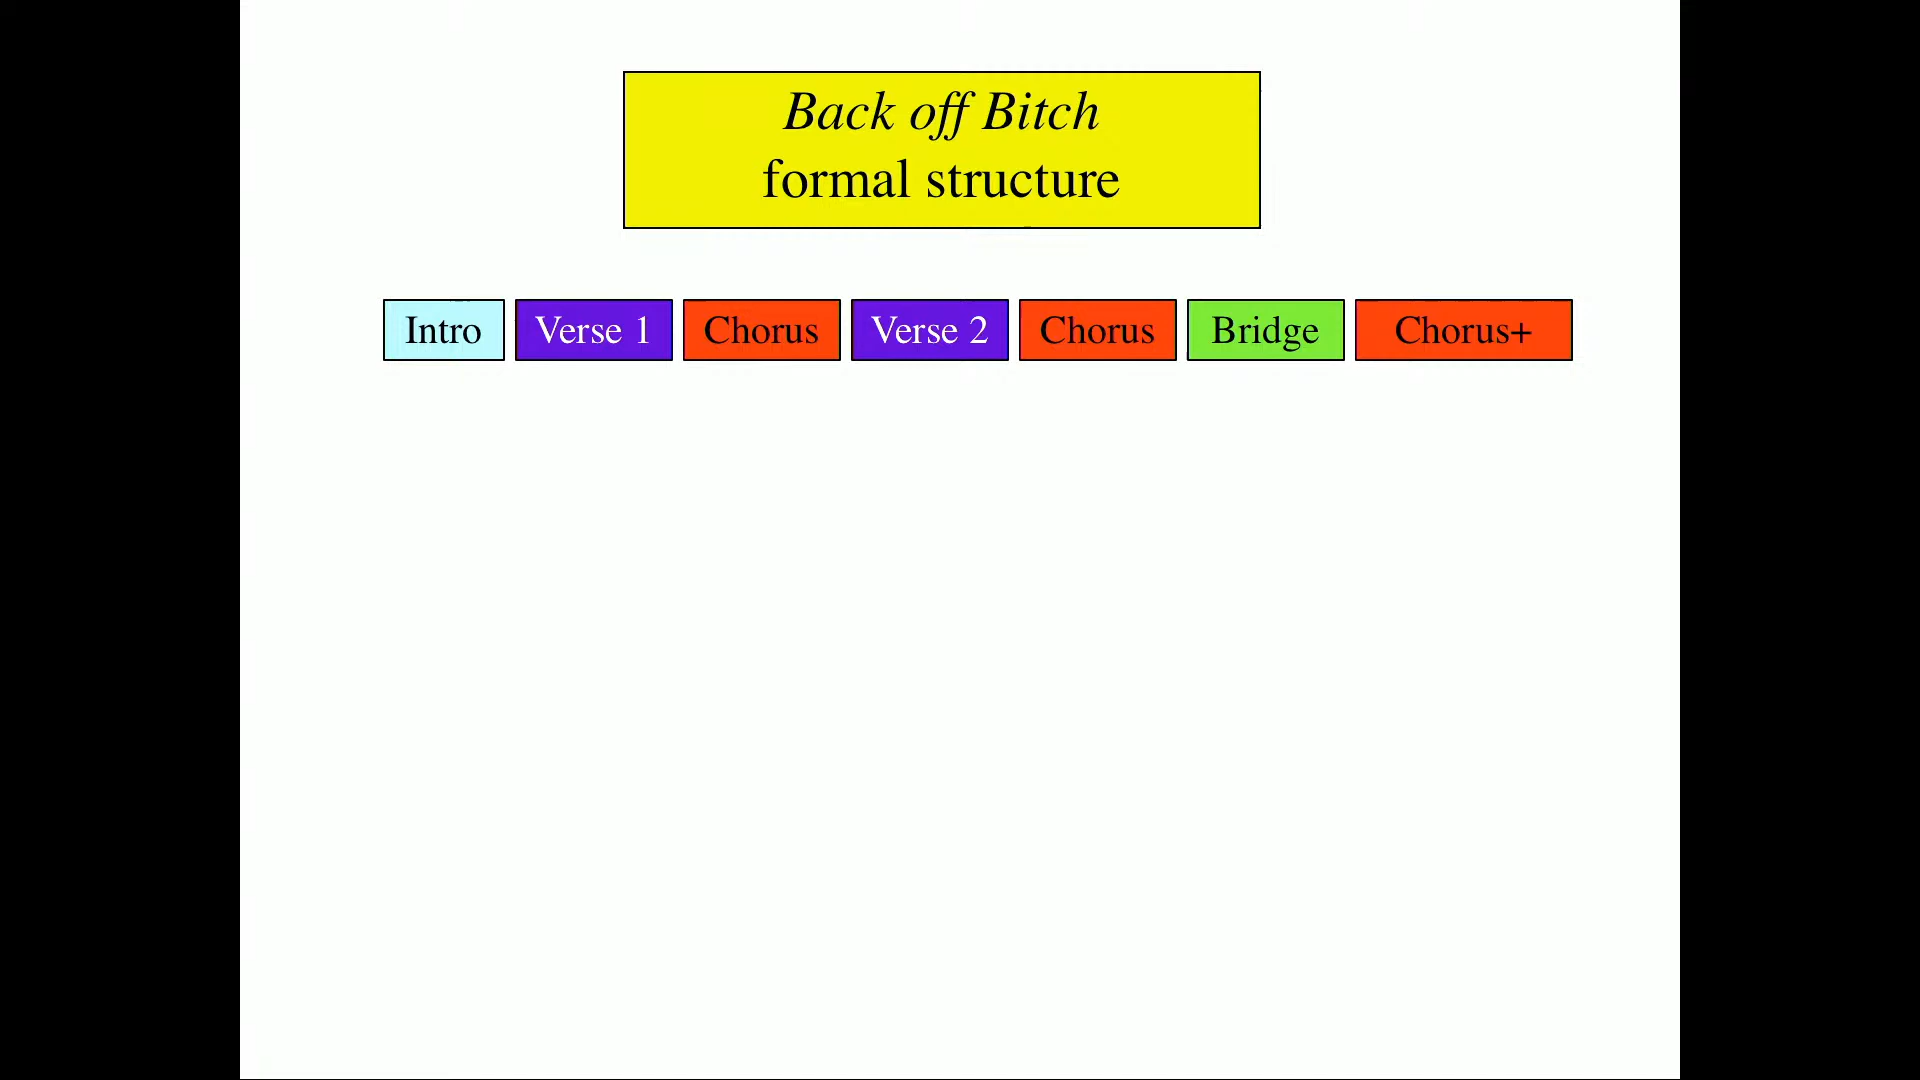 Back off Bitch
formal structure
Intro Verse 1 Chorus Verse 2 Chorus Bridge Chorus+